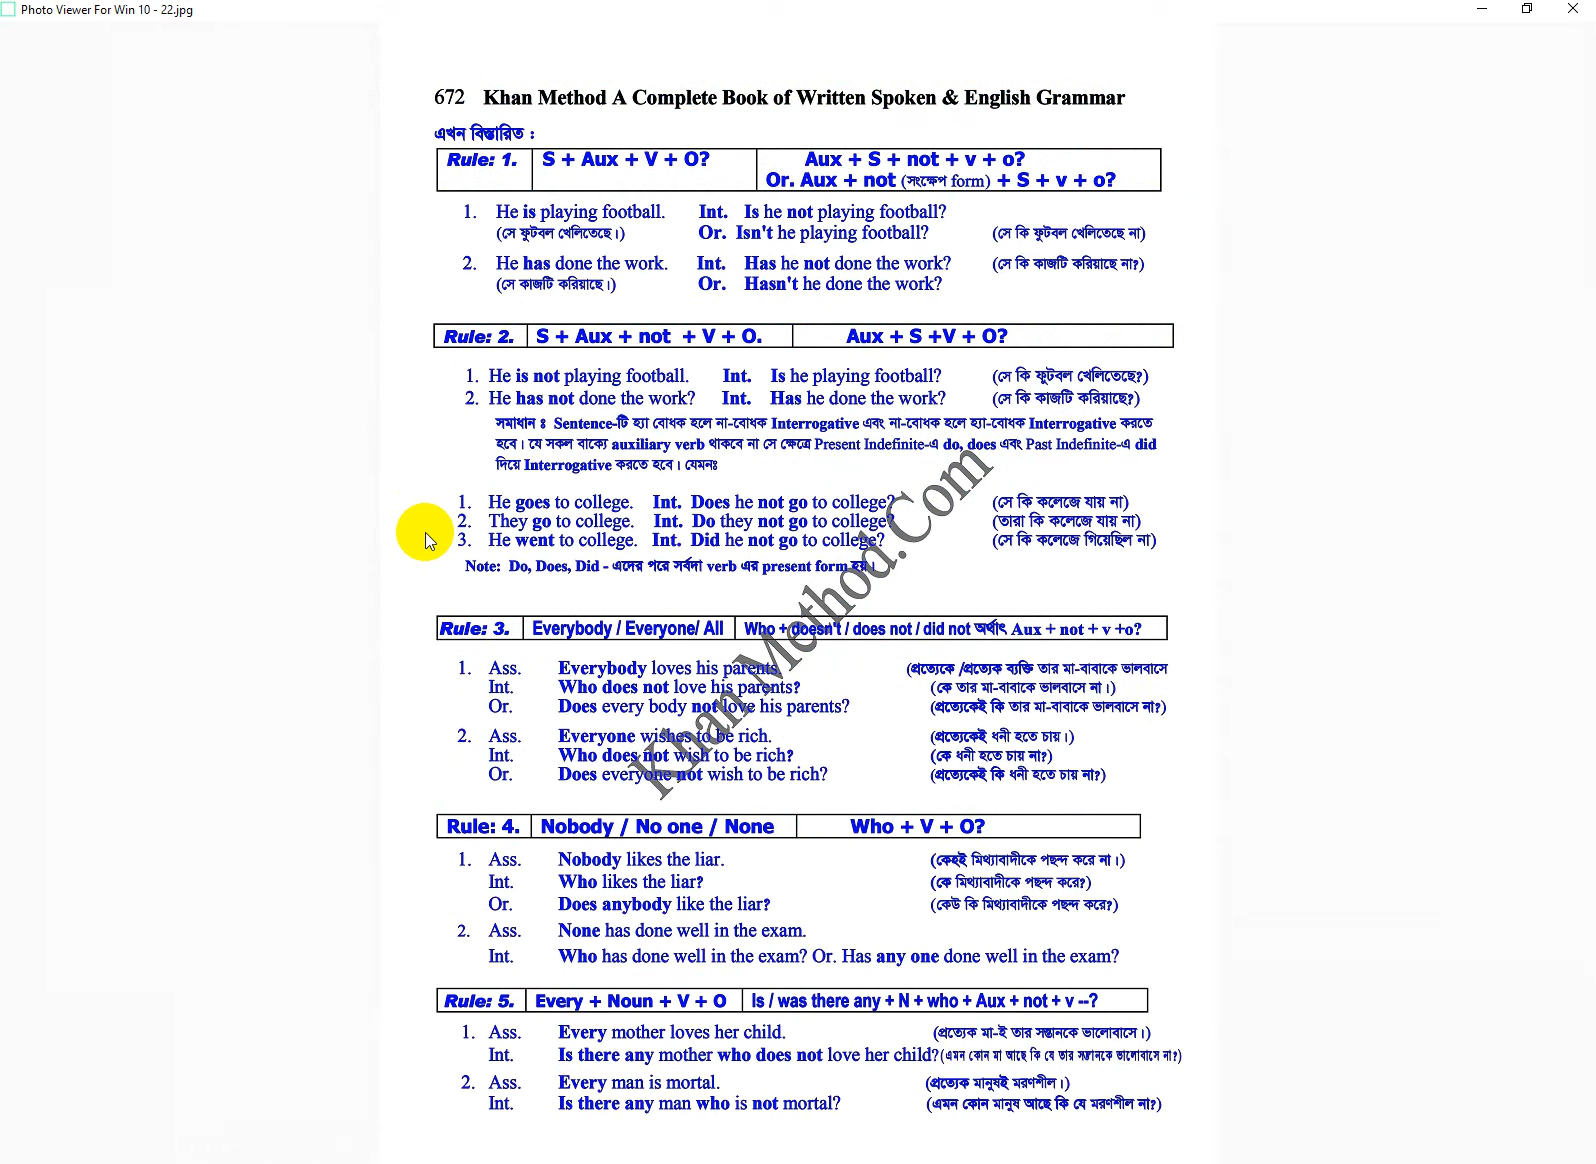 Photo Viewer For Win 10 - 22.jpg
672 Khan Method A Complete Book of Written Spoken & English Grammar
এখন বিস্তারিত :
Rule: 1. S + Aux + V + O? Aux + S + not + v + o?
Or. Aux + not (সংক্ষেপ form) + S + v + o?
1. He is playing football. Int. Is he not playing football?
(সে ফুটবল খেলিতেছে।) Or. Isn't he playing football? (সে কি ফুটবল খেলিতেছে না)
2. He has done the work. Int. Has he not done the work? (সে কি কাজটি করিয়াছে না?)
(সে কাজটি করিয়াছে।) Or. Hasn't he done the work?
Rule: 2. S + Aux + not + V + O. Aux + S +V + O?
1. He is not playing football. Int. Is he playing football? (সে কি ফুটবল খেলিতেছে?)
2. He has not done the work? Int. Has he done the work? (সে কি কাজটি করিয়াছে?)
সমাধান ঃ Sentence-টি হ্যা বোধক হলে না-বোধক Interrogative এবং না-বোধক হলে হ্যা-বোধক Interrogative করতে
হবে। যে সকল বাক্যে auxiliary verb থাকবে না সে ক্ষেত্রে Present Indefinite-এ do, does এবং Past Indefinite-এ did
দিয়ে Interrogative করতে হবে। যেমনঃ
1. He goes to college. Int. Does he not go to college? (সে কি কলেজে যায় না)
2. They go to college. Int. Do they not go to college? (তারা কি কলেজে যায় না)
3. He went to college. Int. Did he not go to college? (সে কি কলেজে গিয়েছিল না)
Note: Do, Does, Did - এদের পরে সর্বদা verb এর present form হয়।
Rule: 3. Everybody / Everyone/ All Who + doesn't / does not / did not অর্থাৎ Aux + not + v +o?
1. Ass. Everybody loves his parents. (প্রত্যেকে /প্রত্যেক ব্যক্তি তার মা-বাবাকে ভালবাসে
Int. Who does not love his parents? (কে তার মা-বাবাকে ভালবাসে না।)
Or. Does every body not love his parents? (প্রত্যেকেই কি তার মা-বাবাকে ভালবাসে না?)
2. Ass. Everyone wishes to be rich. (প্রত্যেকেই ধনী হতে চায়।)
Int. Who does not wish to be rich? (কে ধনী হতে চায় না?)
Or. Does everyone not wish to be rich? (প্রত্যেকেই কি ধনী হতে চায় না?)
Khan Method.Com
Rule: 4. Nobody / No one / None Who + V + O?
1. Ass. Nobody likes the liar. (কেহই মিথ্যাবাদীকে পছন্দ করে না।)
Int. Who likes the liar? (কে মিথ্যাবাদীকে পছন্দ করে?)
Or. Does anybody like the liar? (কেউ কি মিথ্যাবাদীকে পছন্দ করে?)
2. Ass. None has done well in the exam.
Int. Who has done well in the exam? Or. Has any one done well in the exam?
Rule: 5. Every + Noun + V + O Is / was there any + N + who + Aux + not + v --?
1. Ass. Every mother loves her child. (প্রত্যেক মা-ই তার সন্তানকে ভালোবাসে।)
Int. Is there any mother who does not love her child? (এমন কোন মা আছে কি যে তার সন্তানকে ভালোবাসে না?)
2. Ass. Every man is mortal. (প্রত্যেক মানুষই মরণশীল।)
Int. Is there any man who is not mortal? (এমন কোন মানুষ আছে কি যে মরণশীল না?)